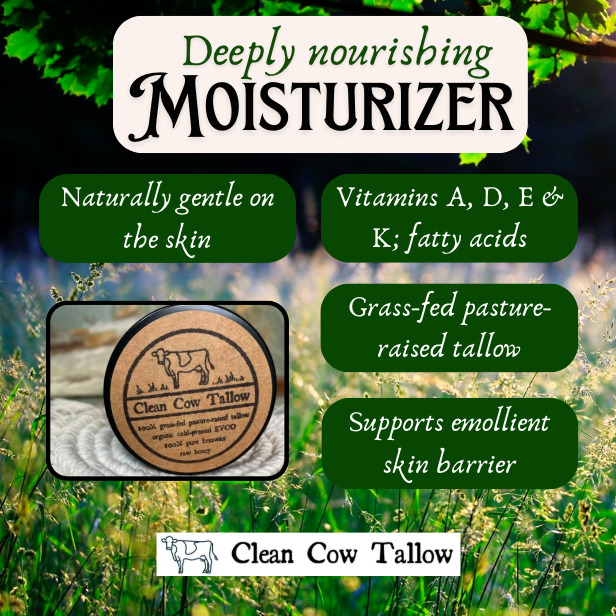 Deeply nourishing
MOISTURIZER
Naturally gentle on
the skin
Vitamins A, D, E &
K; fatty acids
Grass-fed pasture-
raised tallow
Supports emollient
skin barrier
Clean Cow Tallow
100% grass-fed pasture-raised tallow
organic cold-pressed EVOO
100% pure beeswax
raw honey
Clean Cow Tallow